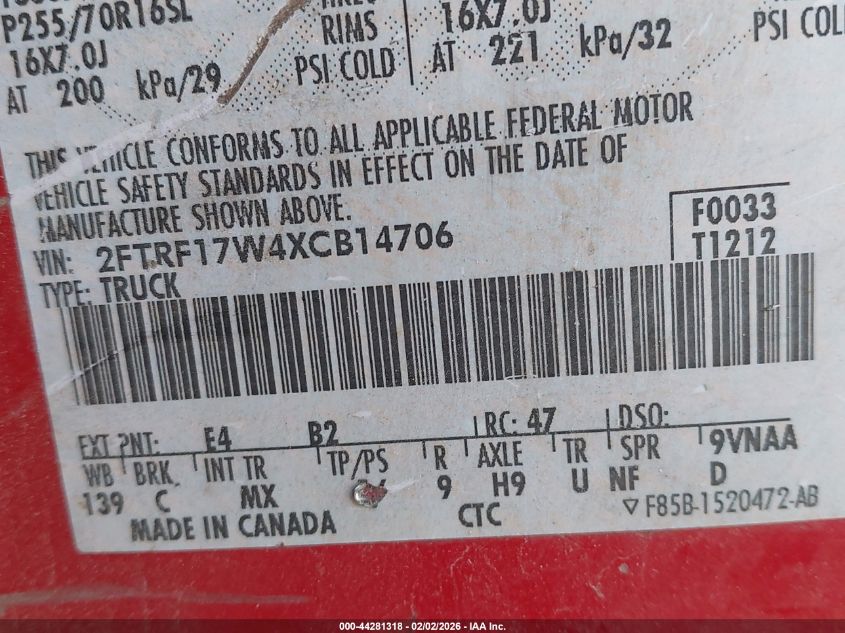 P255/70R16SL
16X7.0J
AT 200 kPa/29
RIMS
PSI COLD
16X7.0J
AT 221 kPa/32
PSI COL
THIS VEHICLE CONFORMS TO ALL APPLICABLE FEDERAL MOTOR
VEHICLE SAFETY STANDARDS IN EFFECT ON THE DATE OF
MANUFACTURE SHOWN ABOVE.
VIN: 2FTRF17W4XCB14706
F0033
T1212
TYPE: TRUCK
EXT PNT: E4 B2 RC: 47 DSO:
WB BRK INT TR TP/PS R AXLE TR SPR 9VNAA
139 C MX 9 H9 U NF D
MADE IN CANADA CTC ▽ F85B-1520472-AB
000-44281318 - 02/02/2026 - IAA Inc.